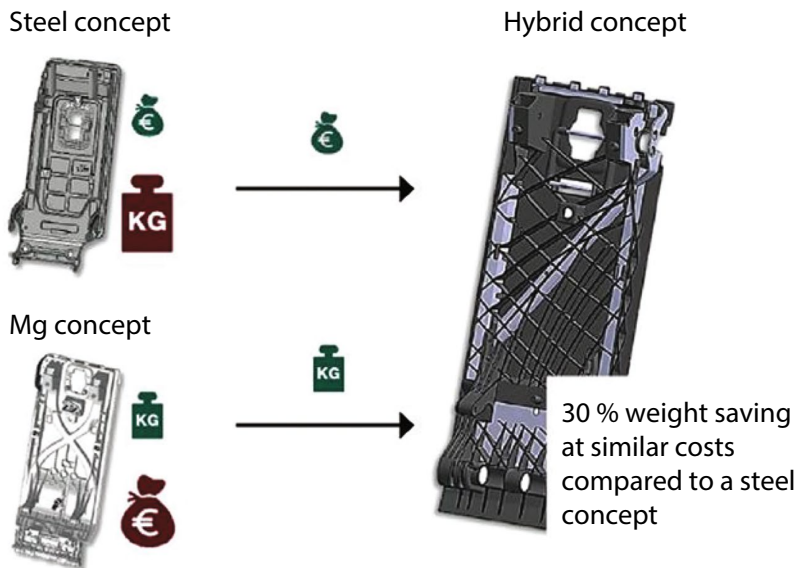 Steel concept
Hybrid concept
€
€
KG
Mg concept
KG
KG
€
30 % weight saving
at similar costs
compared to a steel
concept